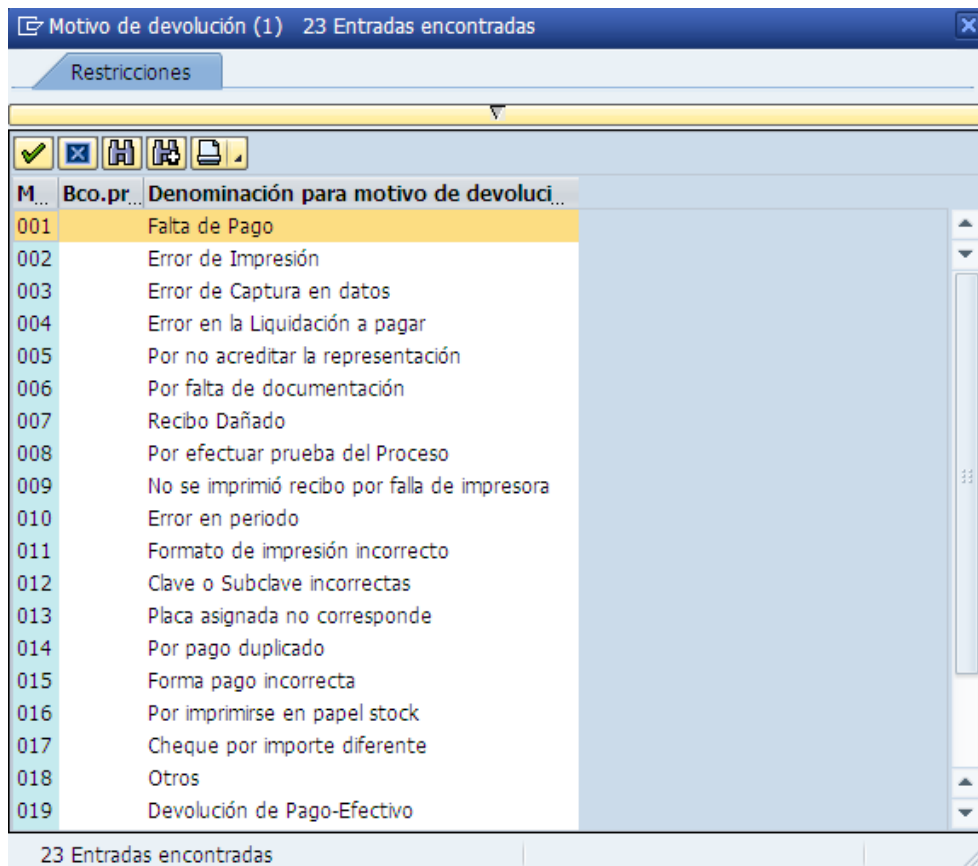 Motivo de devolución (1) 23 Entradas encontradas
Restricciones
M... Bco.pr... Denominación para motivo de devoluci...
001 Falta de Pago
002 Error de Impresión
003 Error de Captura en datos
004 Error en la Liquidación a pagar
005 Por no acreditar la representación
006 Por falta de documentación
007 Recibo Dañado
008 Por efectuar prueba del Proceso
009 No se imprimió recibo por falla de impresora
010 Error en periodo
011 Formato de impresión incorrecto
012 Clave o Subclave incorrectas
013 Placa asignada no corresponde
014 Por pago duplicado
015 Forma pago incorrecta
016 Por imprimirse en papel stock
017 Cheque por importe diferente
018 Otros
019 Devolución de Pago-Efectivo
23 Entradas encontradas